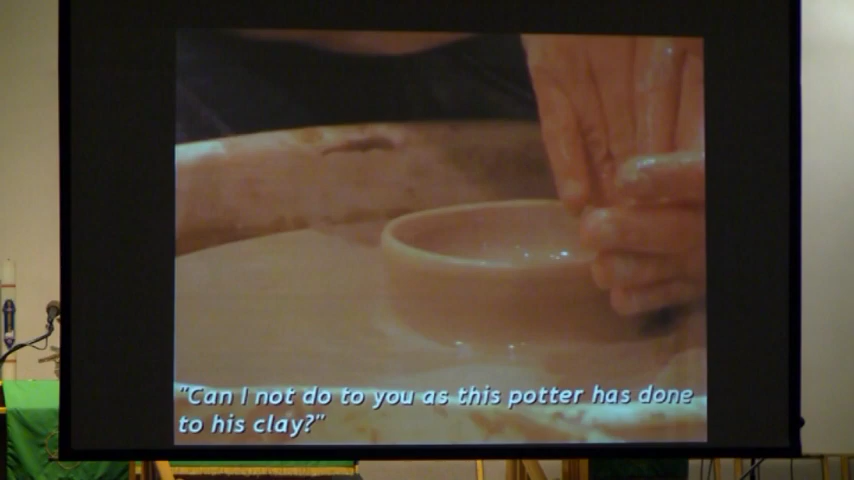 "Can I not do to you as this potter has done
to his clay?"